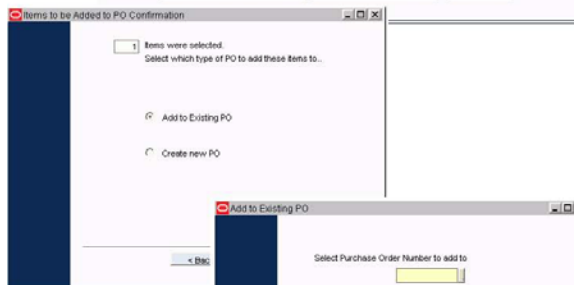 Items to be Added to PO Confirmation
1 Items were selected.
Select which type of PO to add these items to..
Add to Existing PO
Create new PO
Add to Existing PO
< Bac
Select Purchase Order Number to add to